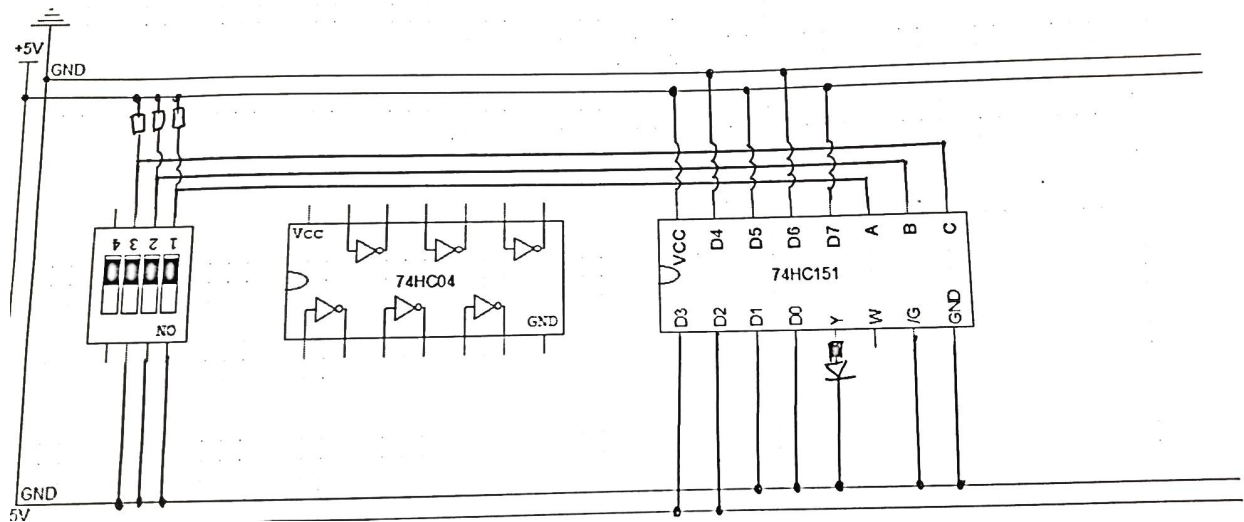 +5V
GND
4 3 2 1
ON
Vcc
74HC04
GND
VCC D4 D5 D6 D7 A B C
74HC151
D3 D2 D1 D0 Y W /G GND
GND
5V